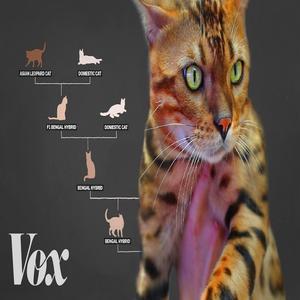 ASIAN LEOPARD CAT DOMESTIC CAT
F1 BENGAL HYBRID DOMESTIC CAT
BENGAL HYBRID
BENGAL HYBRID
Vox